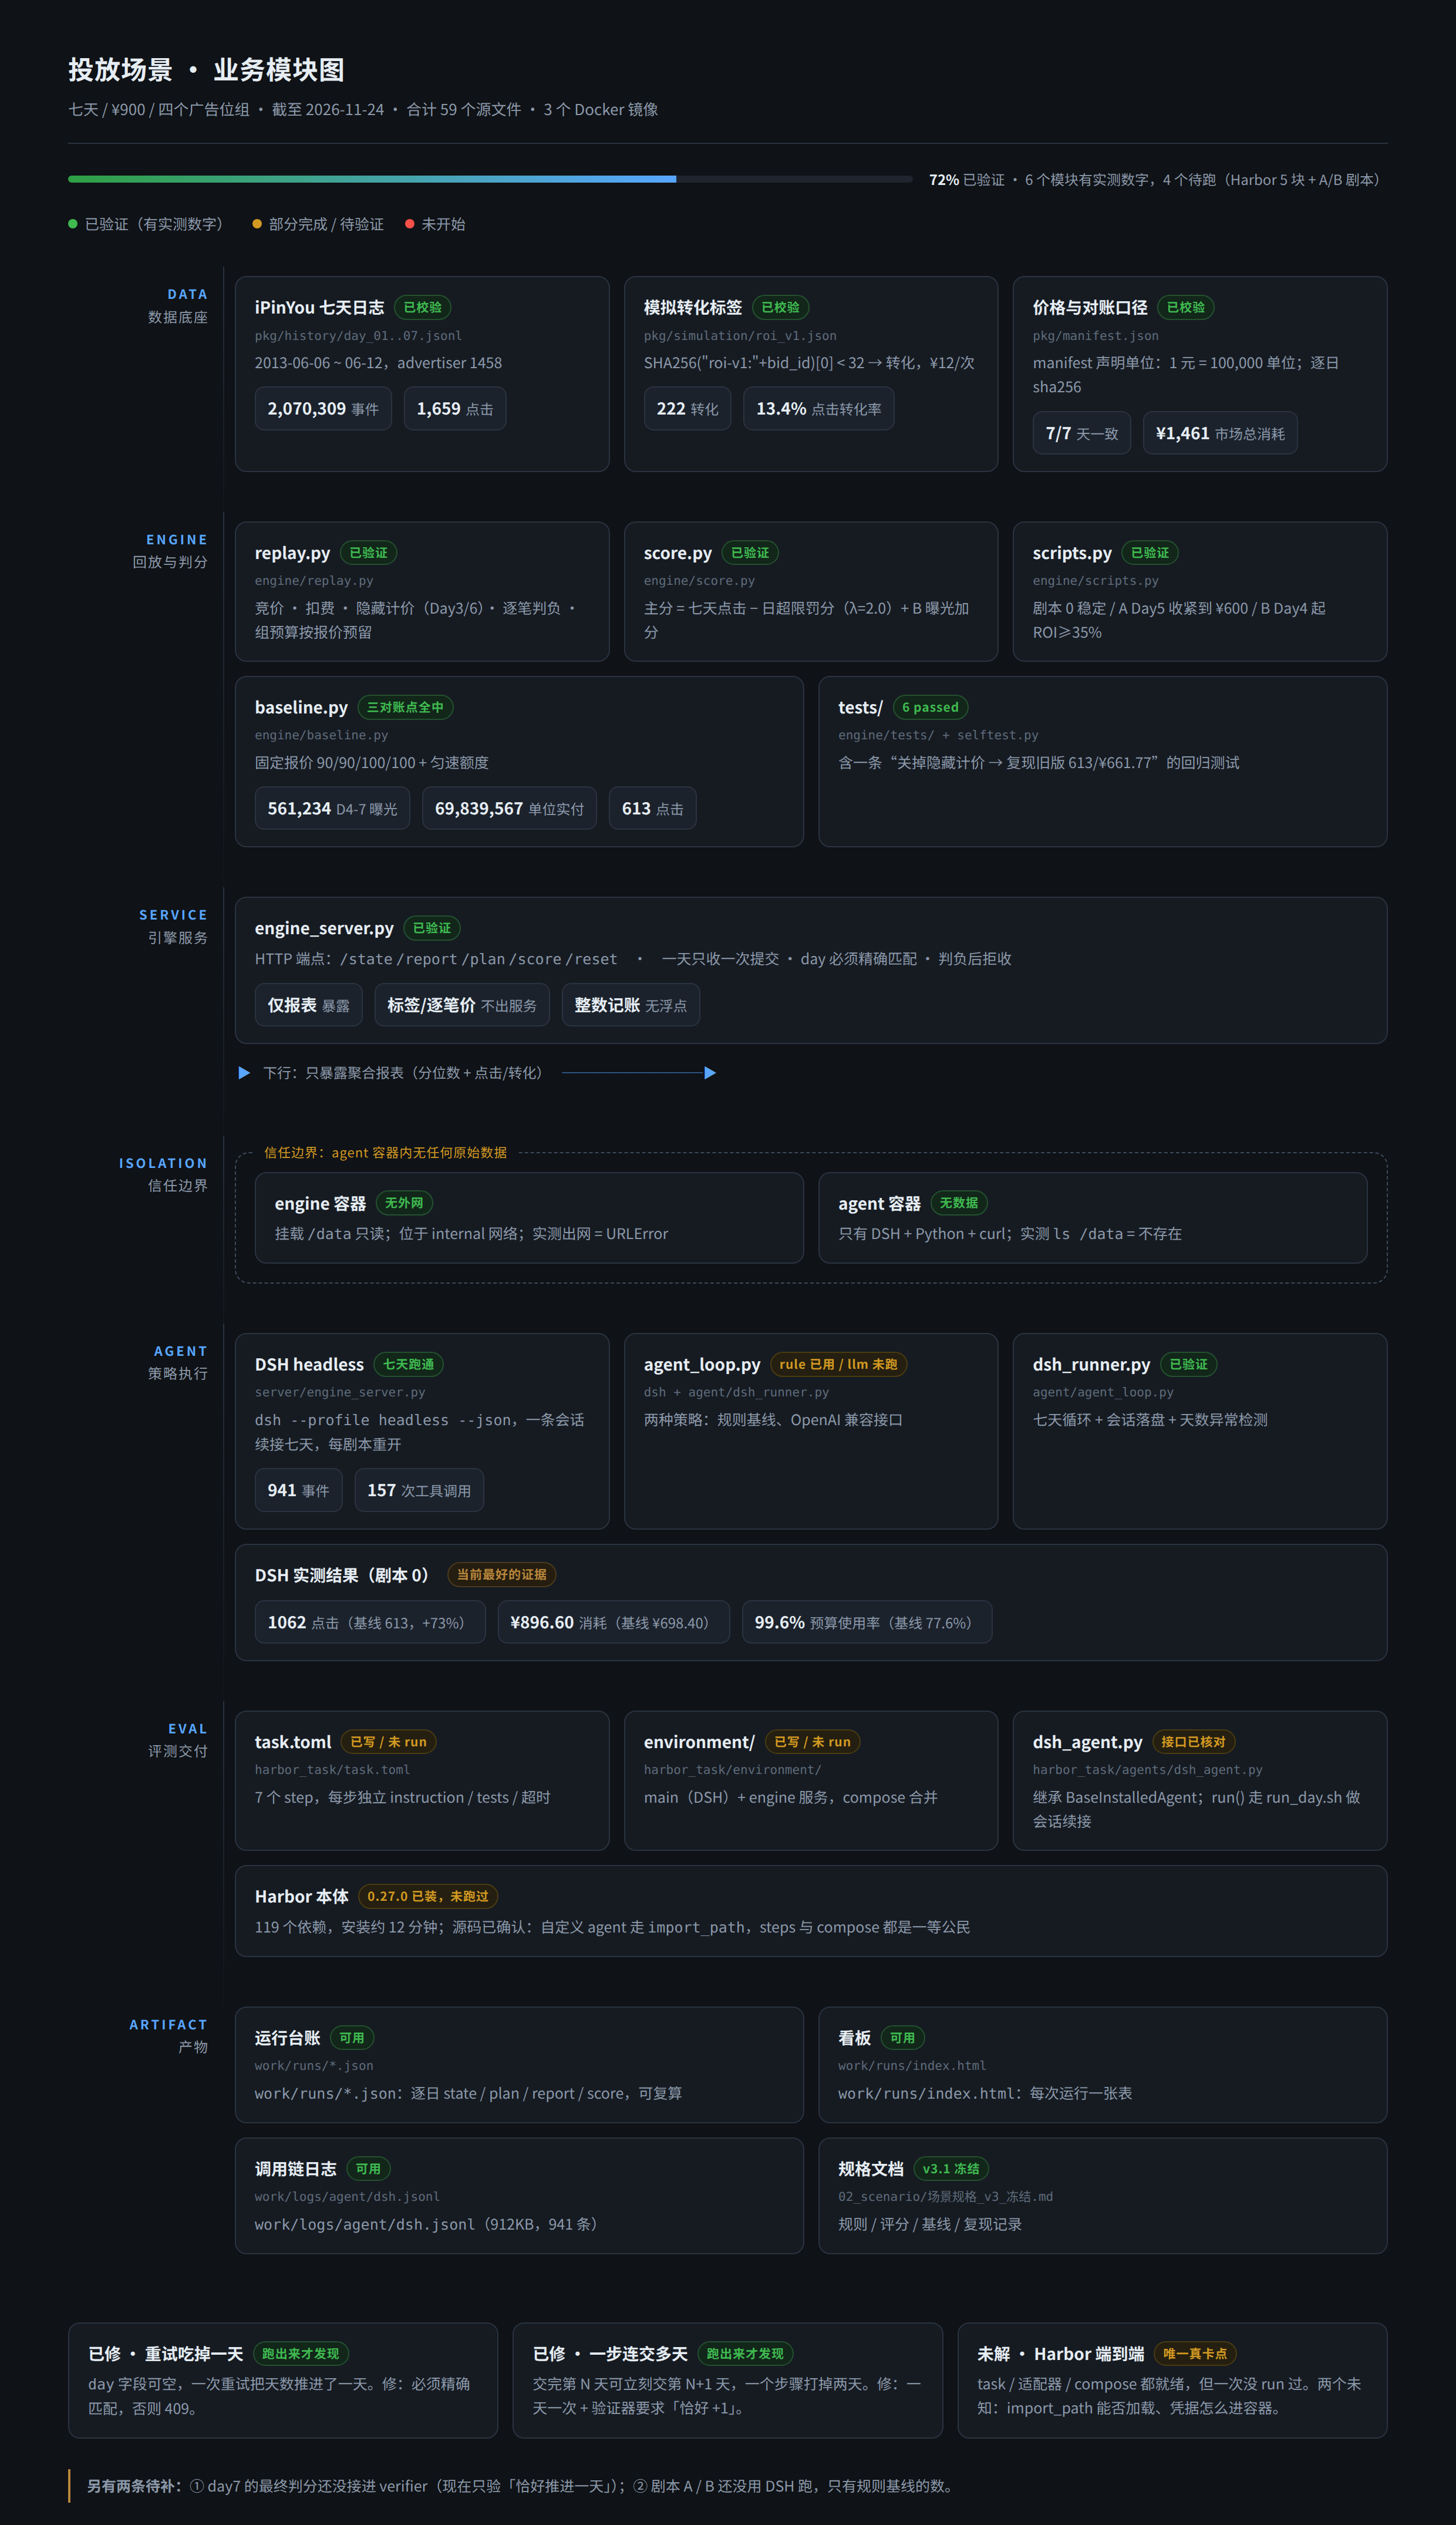 投放场景 · 业务模块图
七天 / ¥900 / 四个广告位组 · 截至 2026-11-24 · 合计 59 个源文件 · 3 个 Docker 镜像
72% 已验证 · 6 个模块有实测数字，4 个待跑（Harbor 5 块 + A/B 剧本）
已验证（有实测数字）
部分完成 / 待验证
未开始
DATA
数据底座
iPinYou 七天日志 已校验
pkg/history/day_01..07.jsonl
2013-06-06 ~ 06-12，advertiser 1458
2,070,309 事件
1,659 点击
模拟转化标签 已校验
pkg/simulation/roi_v1.json
SHA256("roi-v1:"+bid_id)[0] < 32 → 转化，¥12/次
222 转化
13.4% 点击转化率
价格与对账口径 已校验
pkg/manifest.json
manifest 声明单位：1 元 = 100,000 单位；逐日
sha256
7/7 天一致
¥1,461 市场总消耗
ENGINE
回放与判分
replay.py 已验证
engine/replay.py
竞价 · 扣费 · 隐藏计价（Day3/6）· 逐笔判负 ·
组预算按报价预留
score.py 已验证
engine/score.py
主分 = 七天点击 − 日超限罚分（λ=2.0）+ B 曝光加
分
scripts.py 已验证
engine/scripts.py
剧本 0 稳定 / A Day5 收紧到 ¥600 / B Day4 起
ROI≥35%
baseline.py 三对账点全中
engine/baseline.py
固定报价 90/90/100/100 + 匀速额度
561,234 D4-7 曝光
69,839,567 单位实付
613 点击
tests/ 6 passed
engine/tests/ + selftest.py
含一条“关掉隐藏计价 → 复现旧版 613/¥661.77”的回归测试
SERVICE
引擎服务
engine_server.py 已验证
HTTP 端点：/state /report /plan /score /reset · 一天只收一次提交 · day 必须精确匹配 · 判负后拒收
仅报表 暴露
标签/逐笔价 不出服务
整数记账 无浮点
▶ 下行：只暴露聚合报表（分位数 + 点击/转化） ▶
ISOLATION
信任边界
信任边界：agent 容器内无任何原始数据
engine 容器 无外网
挂载 /data 只读；位于 internal 网络；实测出网 = URLError
agent 容器 无数据
只有 DSH + Python + curl；实测 ls /data = 不存在
AGENT
策略执行
DSH headless 七天跑通
server/engine_server.py
dsh --profile headless --json，一条会话
续接七天，每剧本重开
941 事件
157 次工具调用
agent_loop.py rule 已用 / llm 未跑
dsh + agent/dsh_runner.py
两种策略：规则基线、OpenAI 兼容接口
dsh_runner.py 已验证
agent/agent_loop.py
七天循环 + 会话落盘 + 天数异常检测
DSH 实测结果（剧本 0） 当前最好的证据
1062 点击（基线 613，+73%）
¥896.60 消耗（基线 ¥698.40）
99.6% 预算使用率（基线 77.6%）
EVAL
评测交付
task.toml 已写 / 未 run
harbor_task/task.toml
7 个 step，每步独立 instruction / tests / 超时
environment/ 已写 / 未 run
harbor_task/environment/
main（DSH）+ engine 服务，compose 合并
dsh_agent.py 接口已核对
harbor_task/agents/dsh_agent.py
继承 BaseInstalledAgent；run() 走 run_day.sh 做
会话续接
Harbor 本体 0.27.0 已装，未跑过
119 个依赖，安装约 12 分钟；源码已确认：自定义 agent 走 import_path，steps 与 compose 都是一等公民
ARTIFACT
产物
运行台账 可用
work/runs/*.json
work/runs/*.json：逐日 state / plan / report / score，可复算
看板 可用
work/runs/index.html
work/runs/index.html：每次运行一张表
调用链日志 可用
work/logs/agent/dsh.jsonl
work/logs/agent/dsh.jsonl（912KB，941 条）
规格文档 v3.1 冻结
02_scenario/场景规格_v3_冻结.md
规则 / 评分 / 基线 / 复现记录
已修 · 重试吃掉一天 跑出来才发现
day 字段可空，一次重试把天数推进了一天。修：必须精确
匹配，否则 409。
已修 · 一步连交多天 跑出来才发现
交完第 N 天可立刻交第 N+1 天，一个步骤打掉两天。修：一
天一次 + 验证器要求「恰好 +1」。
未解 · Harbor 端到端 唯一真卡点
task / 适配器 / compose 都就绪，但一次没 run 过。两个未
知：import_path 能否加载、凭据怎么进容器。
另有两条待补：① day7 的最终判分还没接进 verifier（现在只验「恰好推进一天」）；② 剧本 A / B 还没用 DSH 跑，只有规则基线的数。